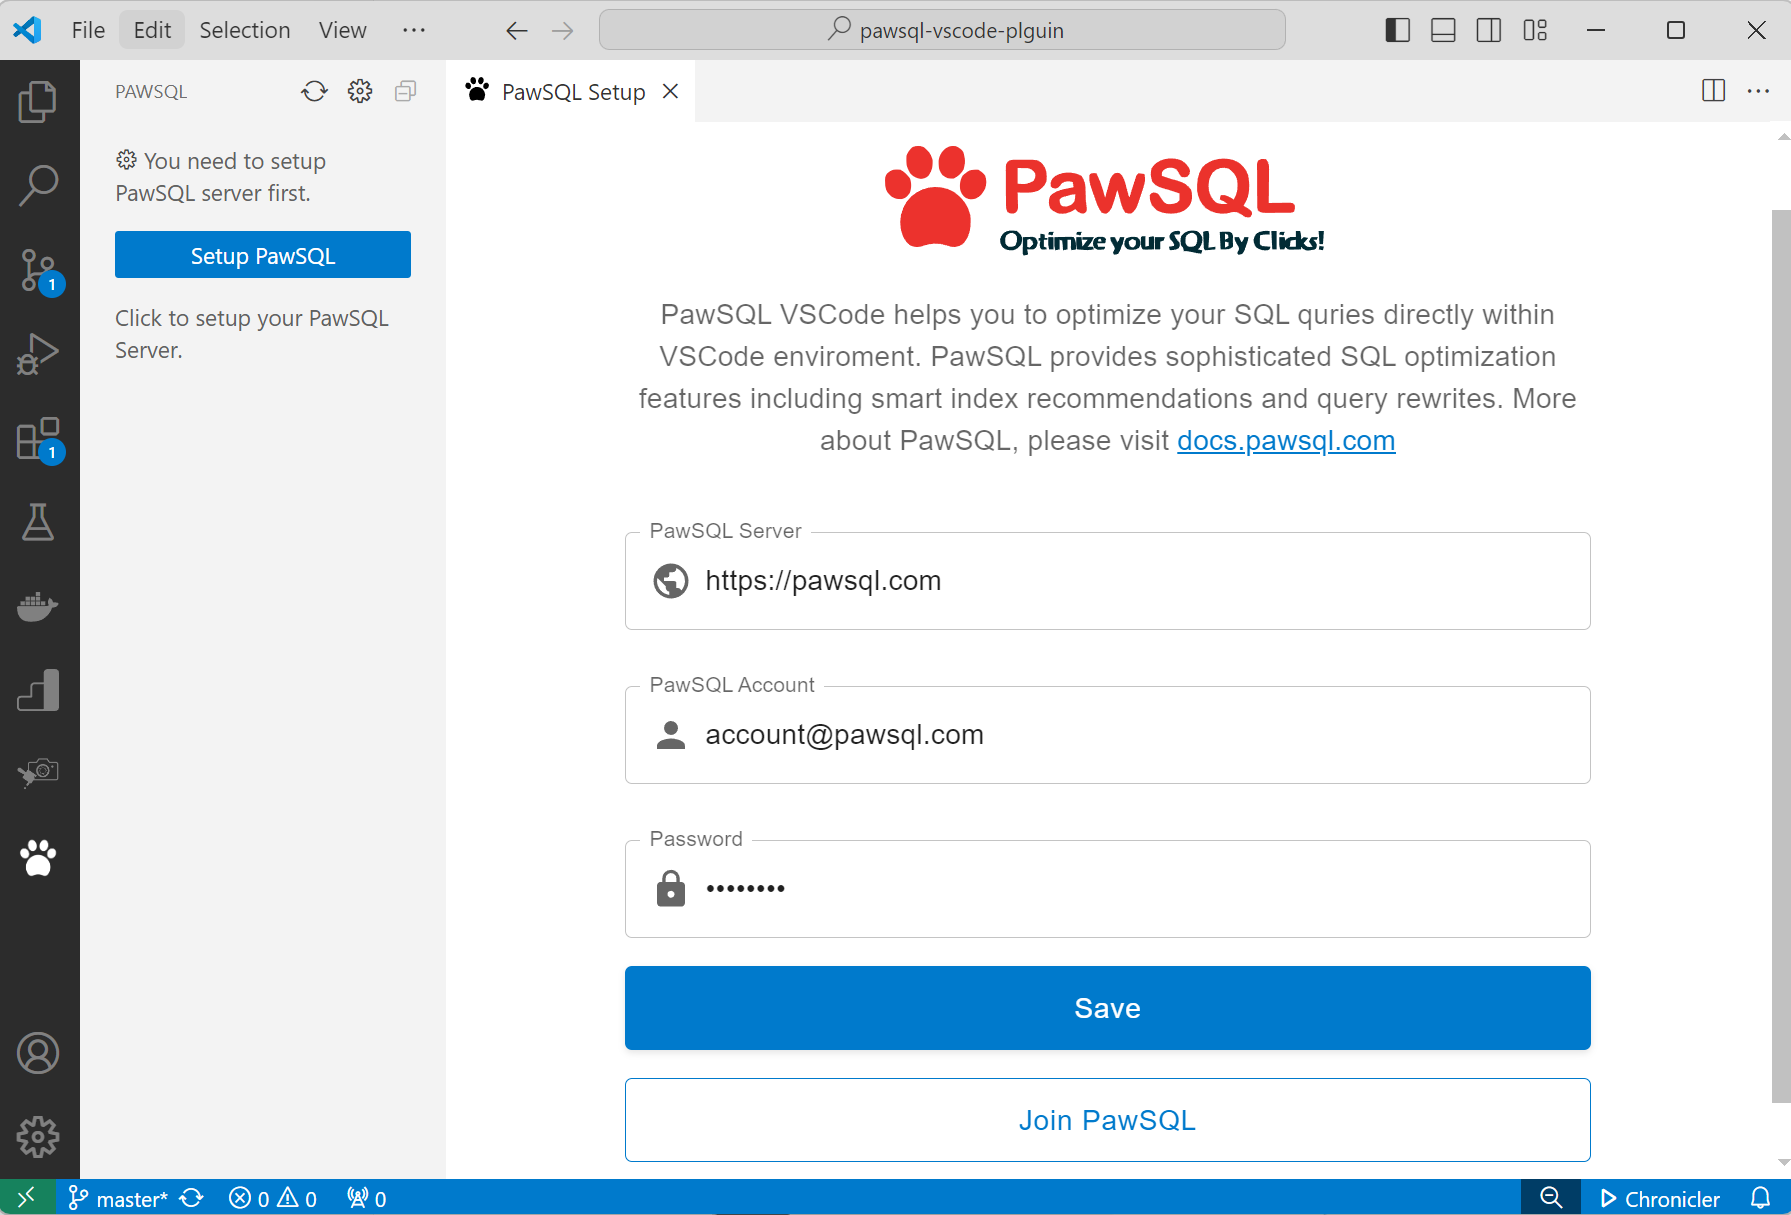 File Edit Selection View ···
pawsql-vscode-plguin
PAWSQL
PawSQL Setup
You need to setup
PawSQL server first.
Setup PawSQL
Click to setup your PawSQL
Server.
1
1
PawSQL
Optimize your SQL By Clicks!
PawSQL VSCode helps you to optimize your SQL quries directly within
VSCode enviroment. PawSQL provides sophisticated SQL optimization
features including smart index recommendations and query rewrites. More
about PawSQL, please visit docs.pawsql.com
PawSQL Server
https://pawsql.com
PawSQL Account
account@pawsql.com
Password
••••••••
Save
Join PawSQL
master* 0 0 0 Chronicler